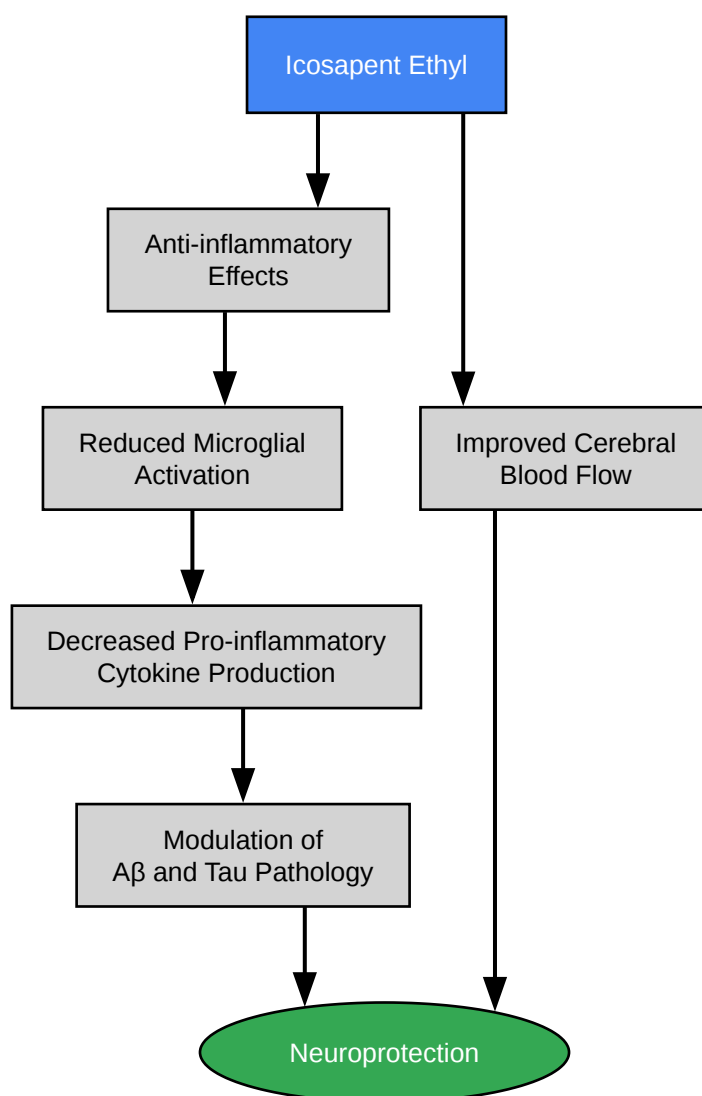 Icosapent Ethyl
Anti-inflammatory
Effects
Reduced Microglial
Activation
Improved Cerebral
Blood Flow
Decreased Pro-inflammatory
Cytokine Production
Modulation of
Aβ and Tau Pathology
Neuroprotection